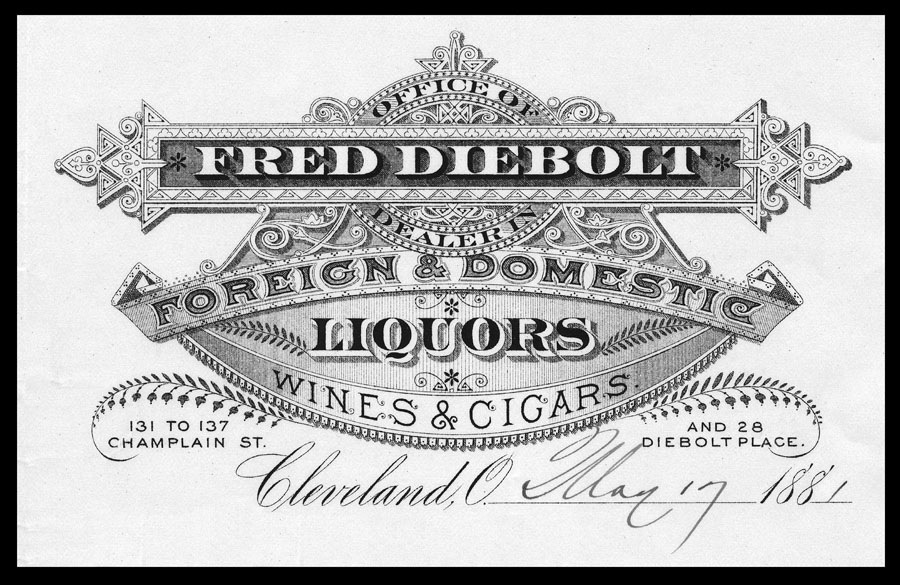 OFFICE OF
FRED DIEBOLT
DEALER IN
FOREIGN & DOMESTIC
LIQUORS
WINES & CIGARS.
131 TO 137
CHAMPLAIN ST.
AND 28
DIEBOLT PLACE.
Cleveland, O. May 17 1881